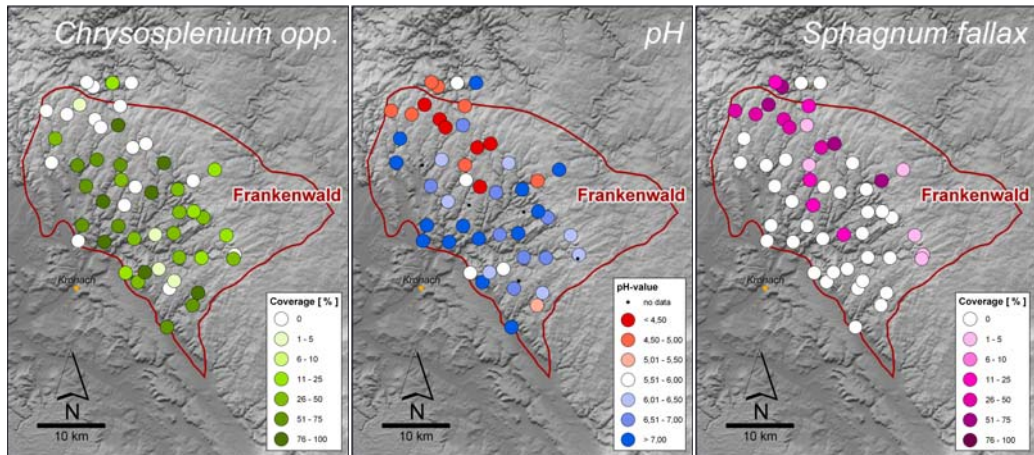 Chrysosplenium opp.
Frankenwald
Kronach
Coverage [ % ]
0
1 - 5
6 - 10
11 - 25
26 - 50
51 - 75
76 - 100
N
10 km
pH
Frankenwald
Kronach
pH-value
no data
< 4,50
4,50 - 5,00
5,01 - 5,50
5,51 - 6,00
6,01 - 6,50
6,51 - 7,00
> 7,00
N
10 km
Sphagnum fallax
Frankenwald
Kronach
Coverage [ % ]
0
1 - 5
6 - 10
11 - 25
26 - 50
51 - 75
76 - 100
N
10 km